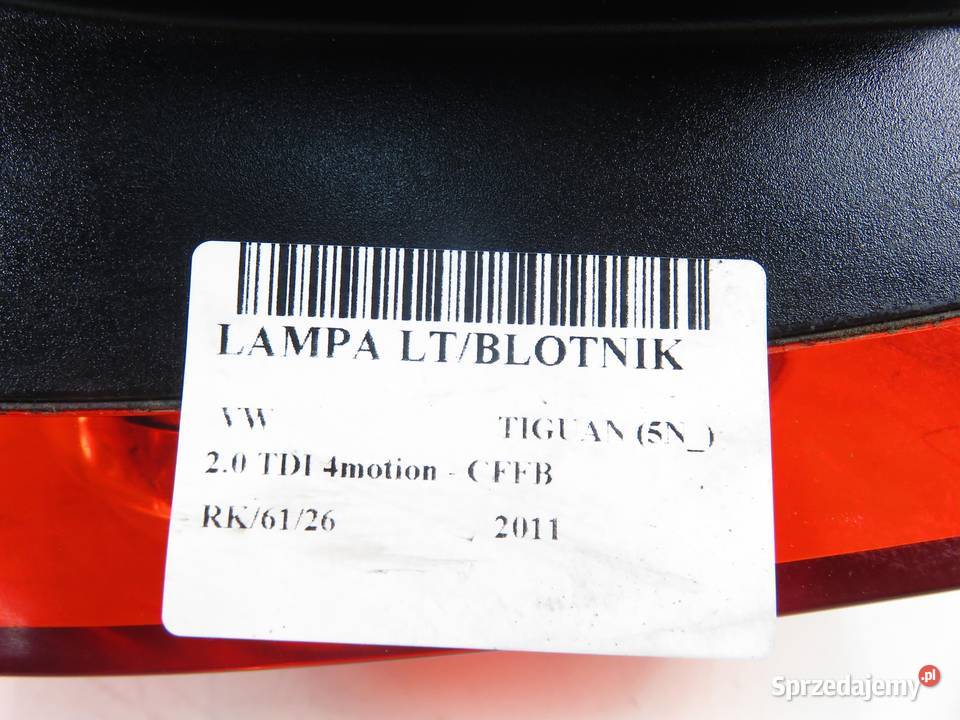 LAMPA LT/BLOTNIK
VW TIGUAN (5N_)
2.0 TDI 4motion - CFFB
RK/61/26 2011
Sprzedajemy.pl